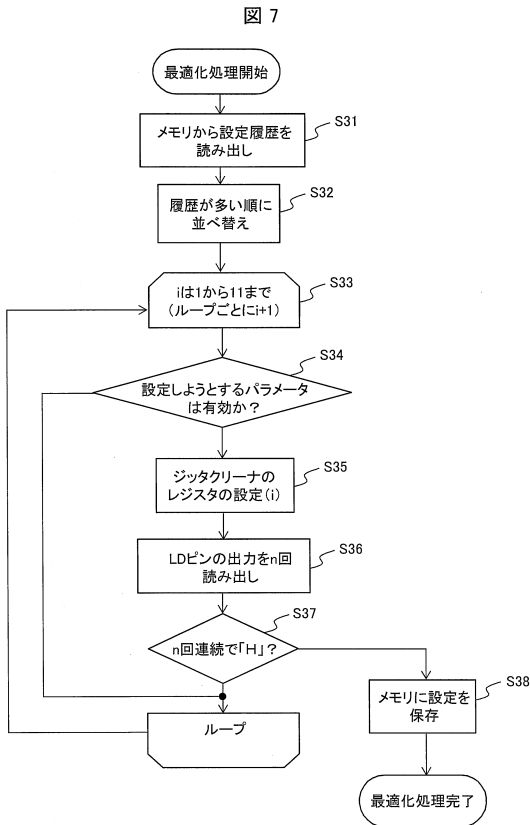 図 7
最適化処理開始
メモリから設定履歴を
読み出し
S31
履歴が多い順に
並べ替え
S32
iは1から11まで
(ループごとにi+1)
S33
設定しようとするパラメータ
は有効か?
S34
ジッタクリーナの
レジスタの設定(i)
S35
LDピンの出力をn回
読み出し
S36
n回連続で「H」?
S37
メモリに設定を
保存
S38
ループ
最適化処理完了